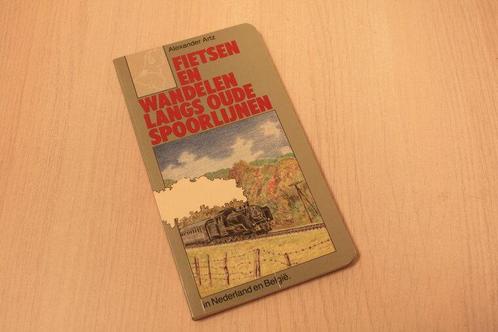 Alexander Artz
FIETSEN
EN
WANDELEN
LANGS OUDE
SPOORLIJNEN
in Nederland en België.